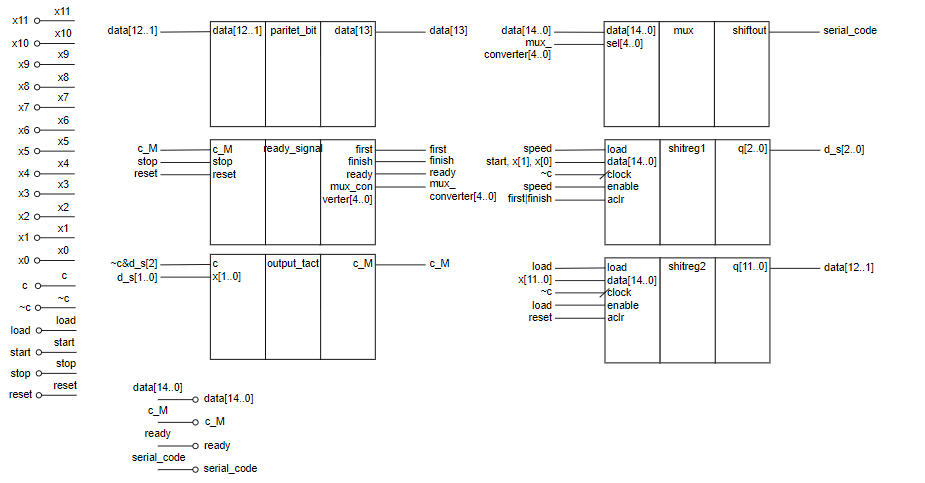 x11 x11
x10 x10
x9 x9
x8 x8
x7 x7
x6 x6
x5 x5
x4 x4
x3 x3
x2 x2
x1 x1
x0 x0
c c
~c ~c
load load
start start
stop stop
reset reset
data[12..1] data[12..1] paritet_bit data[13] data[13]
c_M c_M ready_signal first first
stop stop finish finish
reset reset ready ready
mux_con mux_
verter[4..0] converter[4..0]
~c&d_s[2] c output_tact c_M c_M
d_s[1..0] x[1..0]
data[14..0] data[14..0] mux shiftout serial_code
mux_ sel[4..0]
converter[4..0]
speed load shitreg1 q[2..0] d_s[2..0]
start, x[1], x[0] data[14..0]
~c clock
speed enable
first|finish aclr
load load shitreg2 q[11..0] data[12..1]
x[11..0] data[14..0]
~c clock
load enable
reset aclr
data[14..0] data[14..0]
c_M c_M
ready ready
serial_code serial_code